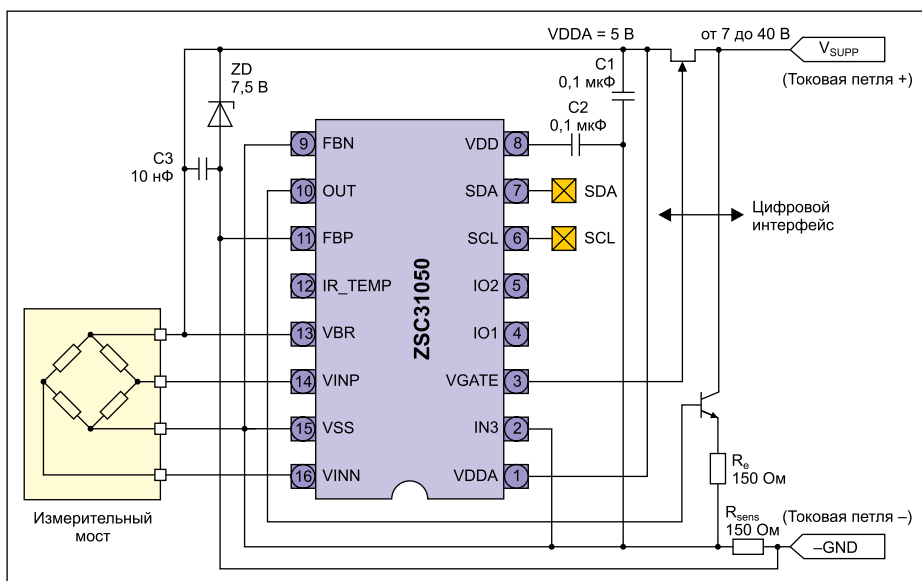 VDDA = 5 В
от 7 до 40 В
V_SUPP
(Токовая петля +)
ZD
7,5 В
C1
0,1 мкФ
C2
0,1 мкФ
C3
10 нФ
9 FBN
VDD 8
10 OUT
SDA 7
SDA
11 FBP
SCL 6
SCL
Цифровой
интерфейс
12 IR_TEMP
IO2 5
13 VBR
IO1 4
14 VINP
VGATE 3
15 VSS
IN3 2
16 VINN
VDDA 1
ZSC31050
Измерительный
мост
R_e
150 Ом
R_sens
150 Ом
(Токовая петля –)
–GND